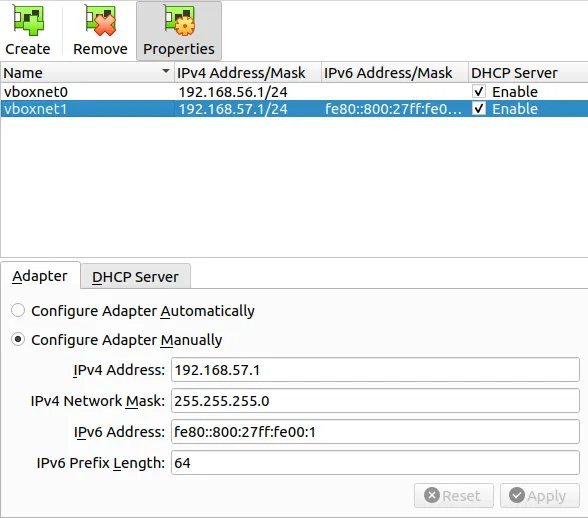 Create Remove Properties
Name IPv4 Address/Mask IPv6 Address/Mask DHCP Server
vboxnet0 192.168.56.1/24 Enable
vboxnet1 192.168.57.1/24 fe80::800:27ff:fe0... Enable
Adapter DHCP Server
Configure Adapter Automatically
Configure Adapter Manually
IPv4 Address: 192.168.57.1
IPv4 Network Mask: 255.255.255.0
IPv6 Address: fe80::800:27ff:fe00:1
IPv6 Prefix Length: 64
Reset Apply